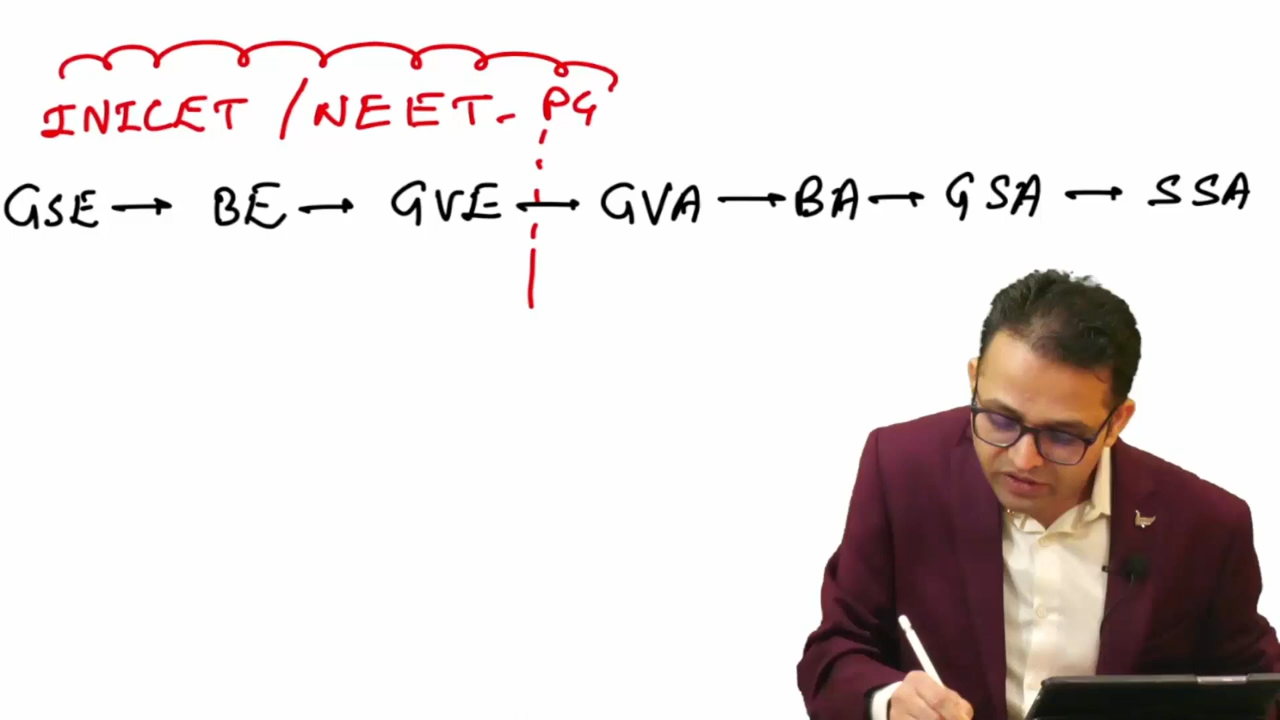 INICET / NEET - PG
GSE → BE → GVE → GVA → BA → GSA → SSA